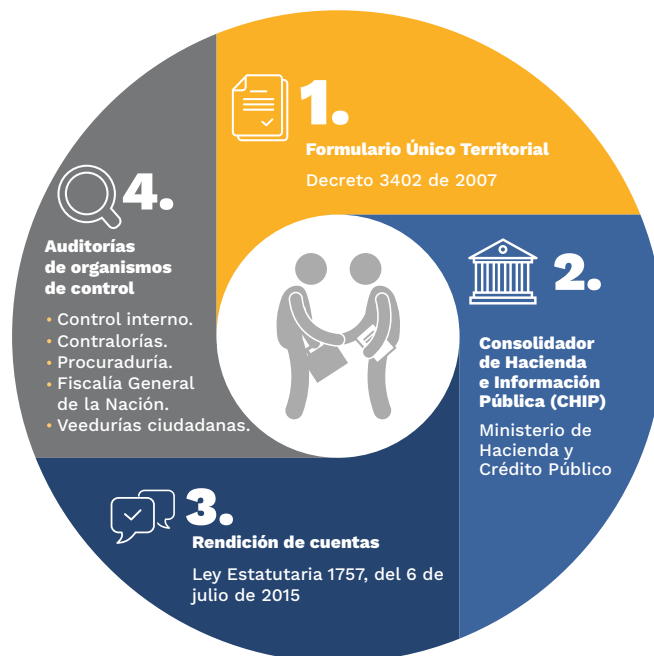 1.
Formulario Único Territorial
Decreto 3402 de 2007
2.
Consolidador
de Hacienda
e Información
Pública (CHIP)
Ministerio de
Hacienda y
Crédito Público
3.
Rendición de cuentas
Ley Estatutaria 1757, del 6 de
julio de 2015
4.
Auditorías
de organismos
de control
• Control interno.
• Contralorías.
• Procuraduría.
• Fiscalía General
de la Nación.
• Veedurías ciudadanas.